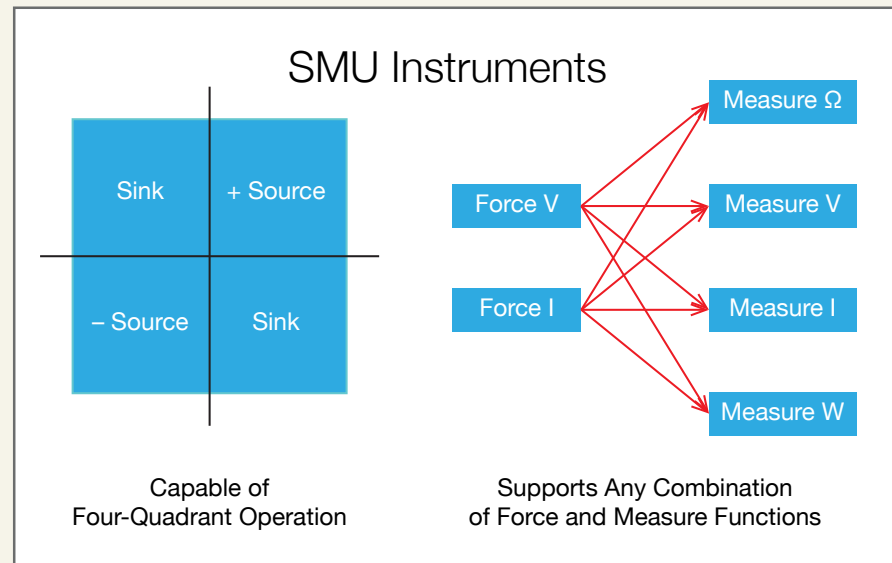 SMU Instruments
Sink
+ Source
– Source
Sink
Capable of
Four-Quadrant Operation
Force V
Force I
Measure Ω
Measure V
Measure I
Measure W
Supports Any Combination
of Force and Measure Functions